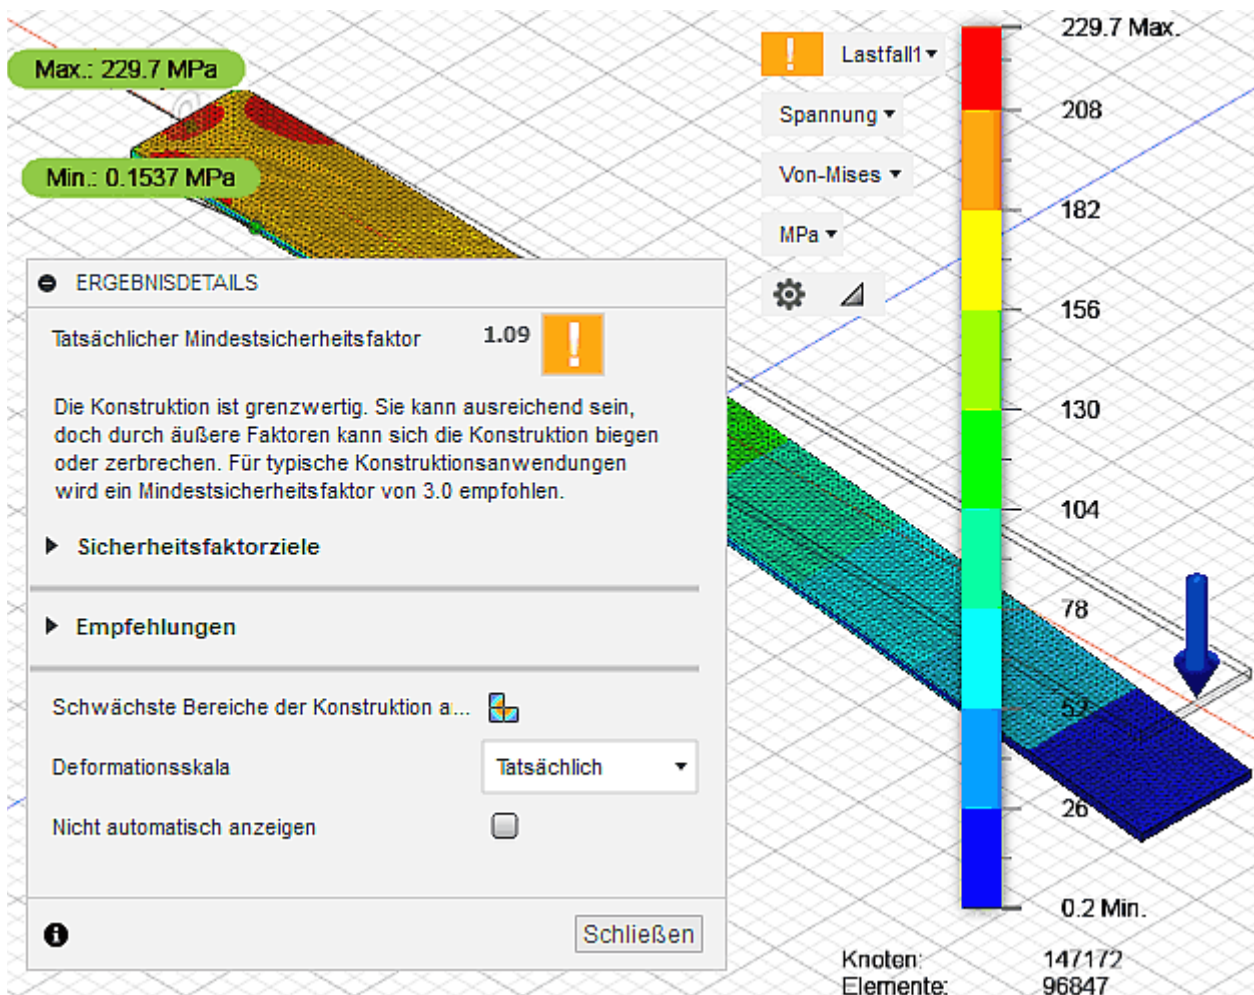 Max.: 229.7 MPa
Min.: 0.1537 MPa
Lastfall1
Spannung
Von-Mises
MPa
229.7 Max.
208
182
156
130
104
78
52
26
0.2 Min.
ERGEBNISDETAILS
Tatsächlicher Mindestsicherheitsfaktor 1.09
Die Konstruktion ist grenzwertig. Sie kann ausreichend sein,
doch durch äußere Faktoren kann sich die Konstruktion biegen
oder zerbrechen. Für typische Konstruktionsanwendungen
wird ein Mindestsicherheitsfaktor von 3.0 empfohlen.
Sicherheitsfaktorziele
Empfehlungen
Schwächste Bereiche der Konstruktion a...
Deformationsskala Tatsächlich
Nicht automatisch anzeigen
Schließen
Knoten: 147172
Elemente: 96847